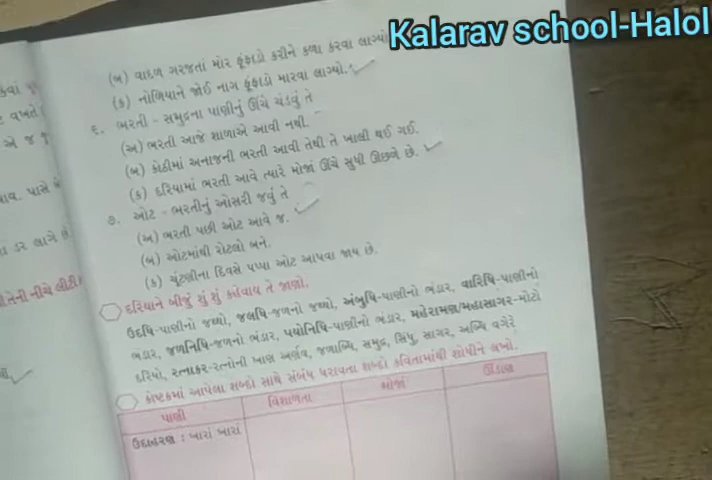 Kalarav school-Halol
(બ) વાદળ ગરજતાં મોર ફૂંફાડો કરીને કળા કરવા લાગ્યો
(ક) નોળિયાને જોઈ નાગ ફૂંફાડો મારવા લાગ્યો.
૬. ભરતી - સમુદ્રના પાણીનું ઊંચે ચડવું તે
(અ) ભરતી આજે શાળાએ આવી નથી.
(બ) કોઠીમાં અનાજની ભરતી આવી તેથી તે ખાલી થઈ ગઈ.
(ક) દરિયામાં ભરતી આવે ત્યારે મોજાં ઊંચે સુધી ઊછળે છે.
૭. ઓટ - ભરતીનું ઓસરી જવું તે
(અ) ભરતી પછી ઓટ આવે જ.
(બ) ઓટમાંથી રોટલો બને.
(ક) ચૂંટણીના દિવસે પપ્પા ઓટ આપવા જાય છે.
દરિયાને બીજું શું શું કહેવાય તે જાણો.
ઉદધિ-પાણીનો જથ્થો, જલધિ-જળનો જથ્થો, અંબુધિ-પાણીનો ભંડાર, વારિધિ-પાણીનો
ભંડાર, જળનિધિ-જળનો ભંડાર, પયોનિધિ-પાણીનો ભંડાર, મહેરામણ/મહાસાગર-મોટો
દરિયો, રત્નાકર-રત્નોની ખાણ અર્ણવ, જળાબ્ધિ, સમુદ્ર, સિંધુ, સાગર, અબ્ધિ વગેરે
કોષ્ટકમાં આપેલા શબ્દો સાથે સંબંધ ધરાવતા શબ્દો કવિતામાંથી શોધીને લખો.
પાણી વિશાળતા મોજાં ઊંડાણ
ઉદાહરણ : ખારાં ખારાં